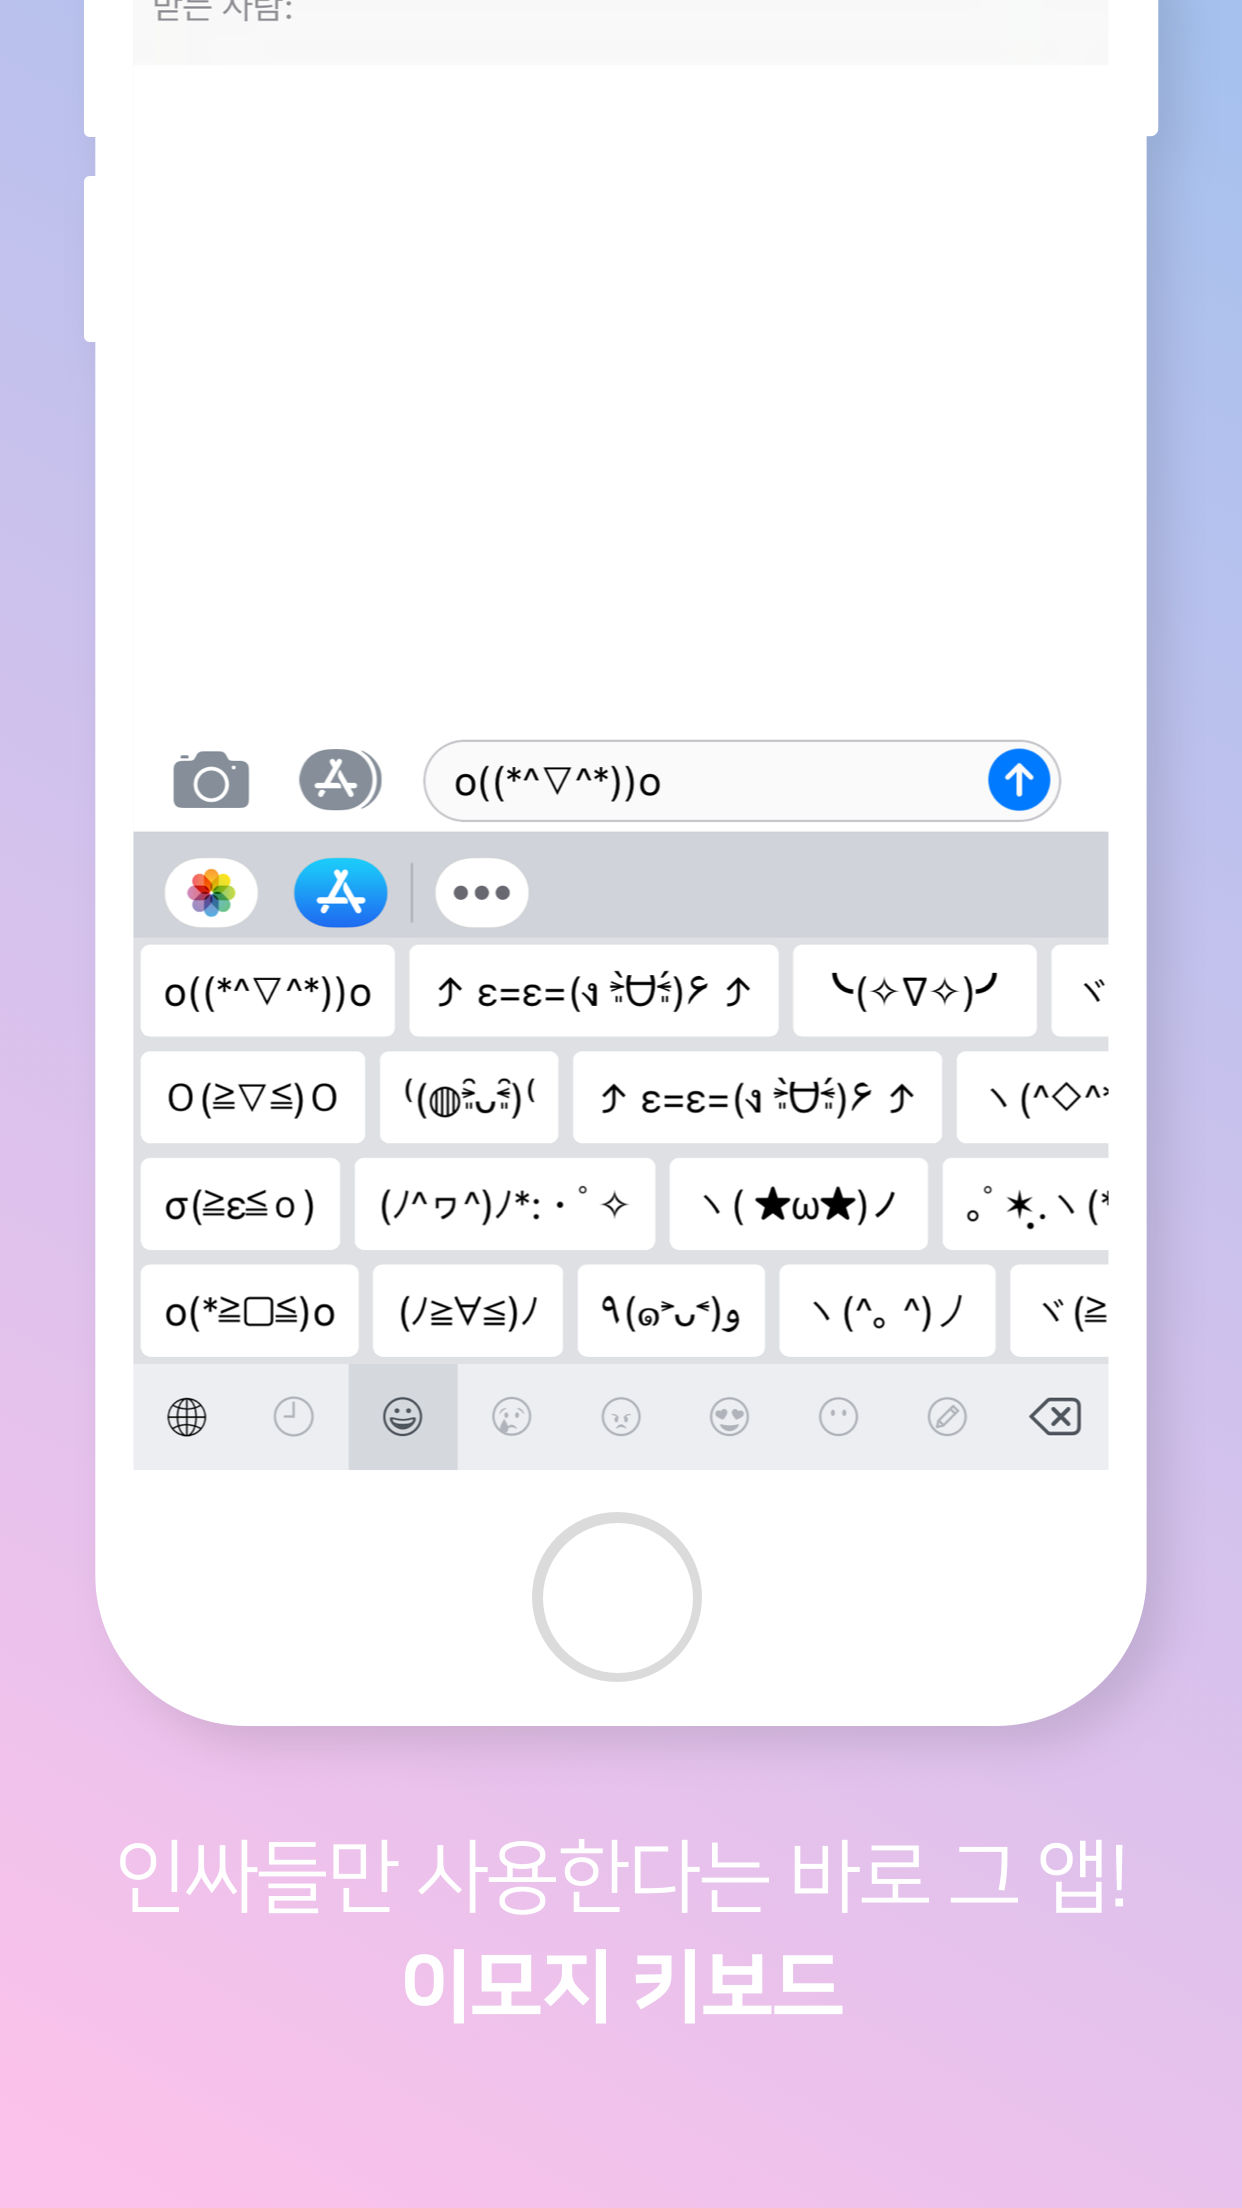 받는 사람:
o((*^▽^*))o
o((*^▽^*))o
⤴ ε=ε=(ง ˃̶͈̀ᗨ˂̶͈́)۶ ⤴
╰(✧∇✧)╯
ヾ
O(≧▽≦)O
⁽(◍˃̵͈̑ᴗ˂̵͈̑)⁽
⤴ ε=ε=(ง ˃̶͈̀ᗨ˂̶͈́)۶ ⤴
ヽ(^◇^*
σ(≧ε≦ｏ)
(ﾉ^ヮ^)ﾉ*:・ﾟ✧
ヽ( ★ω★)ノ
｡ﾟ✶ฺ.ヽ(*
o(*≧▢≦)o
(ﾉ≧∀≦)ﾉ
٩(๑˃̵ᴗ˂̵)و
ヽ(^。^)丿
ヾ(≧
인싸들만 사용한다는 바로 그 앱!
이모지 키보드